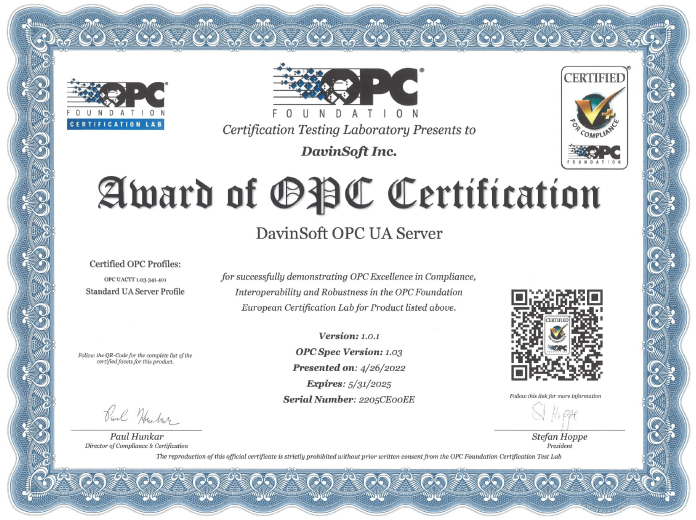 OPC
FOUNDATION
CERTIFICATION LAB
OPC
FOUNDATION
CERTIFIED
FOR COMPLIANCE
OPC
FOUNDATION
Certification Testing Laboratory Presents to
DavinSoft Inc.
Award of OPC Certification
DavinSoft OPC UA Server
Certified OPC Profiles:
OPC UACTT 1.03.341-401
Standard UA Server Profile
for successfully demonstrating OPC Excellence in Compliance,
Interoperability and Robustness in the OPC Foundation
European Certification Lab for Product listed above.
Version: 1.0.1
OPC Spec Version: 1.03
Presented on: 4/26/2022
Expires: 5/31/2025
Serial Number: 2205CE00EE
Follow the QR-Code for the complete list of the
certified facets for this product.
CERTIFIED
OPC
Follow this link for more information
Paul Hunkar
St Hoppe
Paul Hunkar
Director of Compliance & Certification
Stefan Hoppe
President
The reproduction of this official certificate is strictly prohibited without prior written consent from the OPC Foundation Certification Test Lab